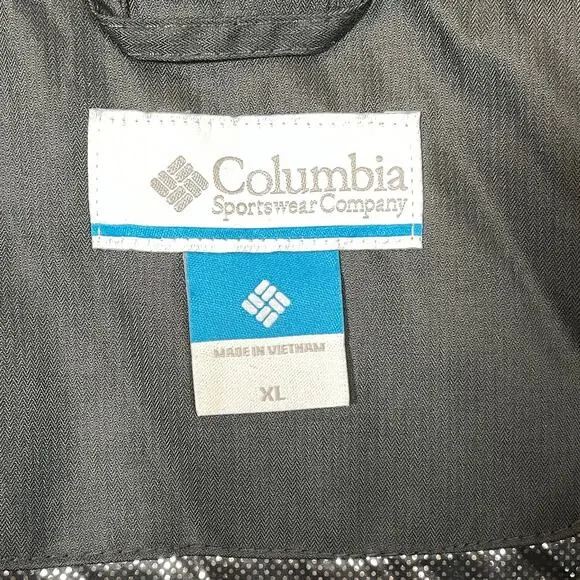 Columbia
Sportswear Company
MADE IN VIETNAM
XL